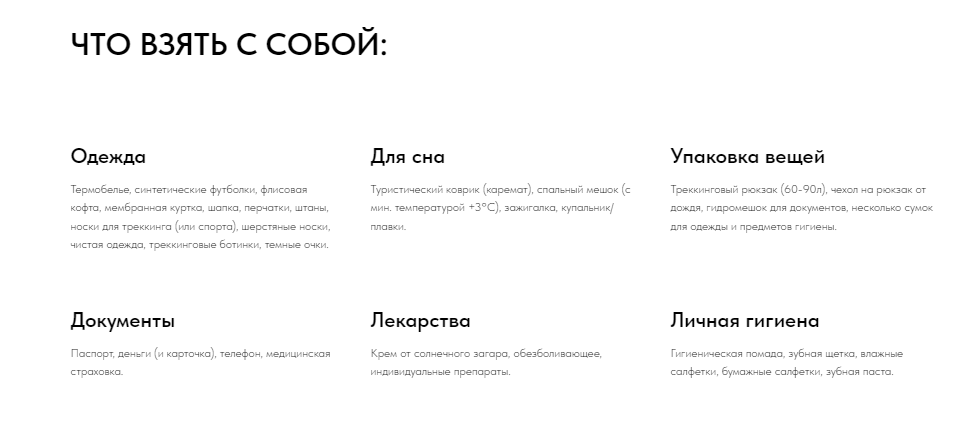 ЧТО ВЗЯТЬ С СОБОЙ:
Одежда
Термобелье, синтетические футболки, флисовая
кофта, мембранная куртка, шапка, перчатки, штаны,
носки для треккинга (или спорта), шерстяные носки,
чистая одежда, треккинговые ботинки, темные очки.
Для сна
Туристический коврик (каремат), спальный мешок (с
мин. температурой +3°C), зажигалка, купальник/
плавки.
Упаковка вещей
Треккинговый рюкзак (60-90л), чехол на рюкзак от
дождя, гидромешок для документов, несколько сумок
для одежды и предметов гигиены.
Документы
Паспорт, деньги (и карточка), телефон, медицинская
страховка.
Лекарства
Крем от солнечного загара, обезболивающее,
индивидуальные препараты.
Личная гигиена
Гигиеническая помада, зубная щетка, влажные
салфетки, бумажные салфетки, зубная паста.